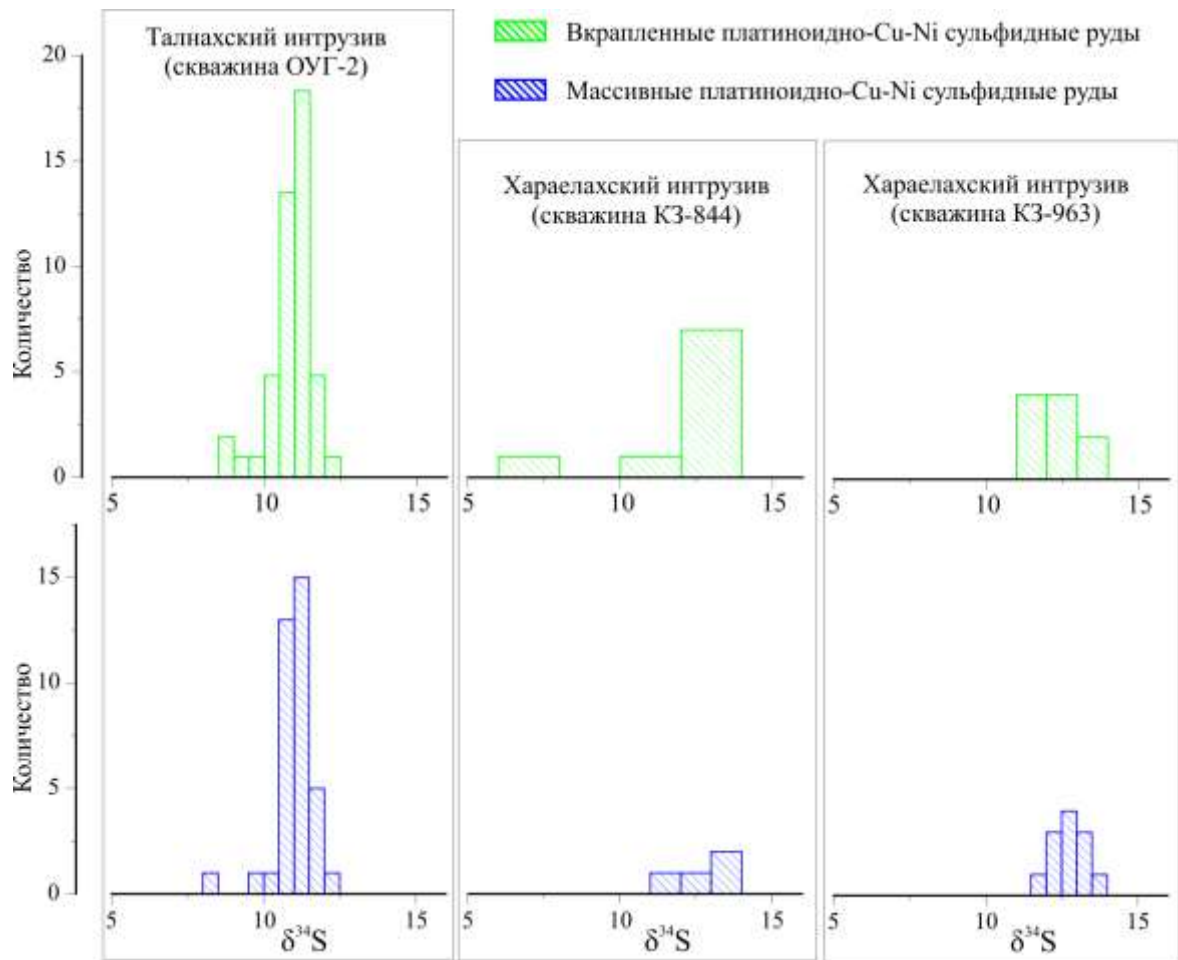 Талнахский интрузив
(скважина ОУГ-2)
Вкрапленные платиноидно-Cu-Ni сульфидные руды
Массивные платиноидно-Cu-Ni сульфидные руды
Хараелахский интрузив
(скважина КЗ-844)
Хараелахский интрузив
(скважина КЗ-963)
Количество
20
15
10
5
0
5 10 15
5 10 15
5 10 15
Количество
15
10
5
0
5 10 15
5 10 15
5 10 15
δ³⁴S
δ³⁴S
δ³⁴S